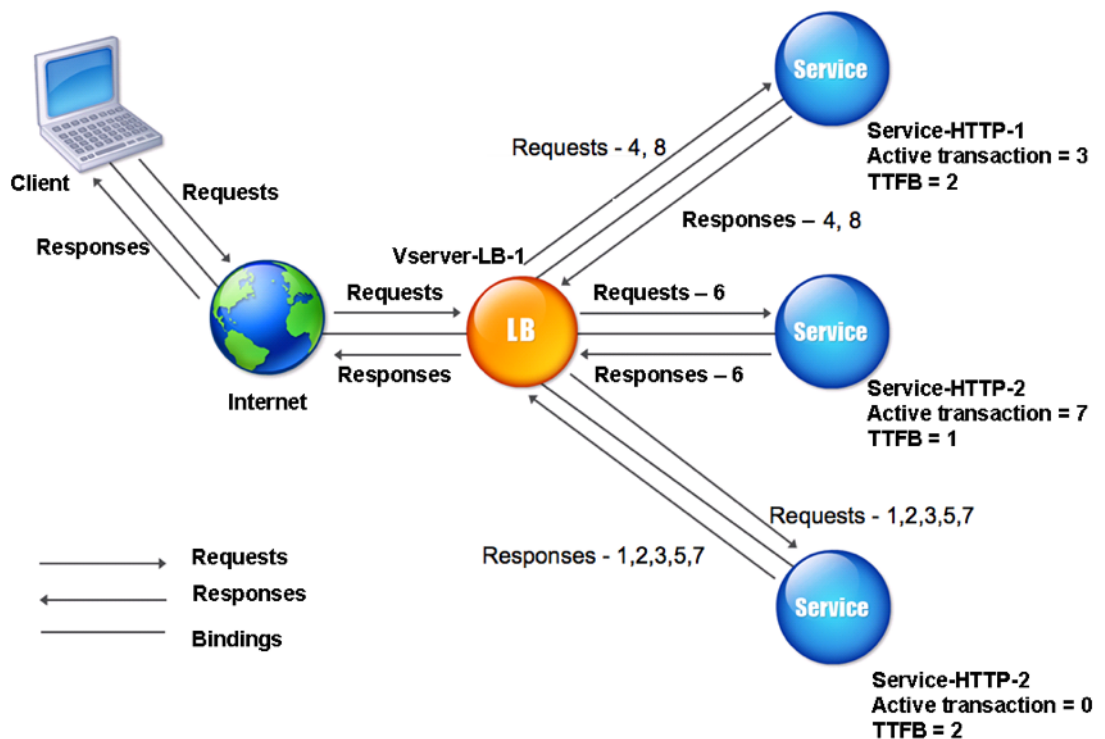 Service
Service-HTTP-1
Active transaction = 3
TTFB = 2
Requests - 4, 8
Responses – 4, 8
Client
Requests
Responses
Vserver-LB-1
Requests
LB
Responses
Internet
Requests – 6
Responses – 6
Service
Service-HTTP-2
Active transaction = 7
TTFB = 1
Requests - 1,2,3,5,7
Responses - 1,2,3,5,7
Service
Service-HTTP-2
Active transaction = 0
TTFB = 2
Requests
Responses
Bindings